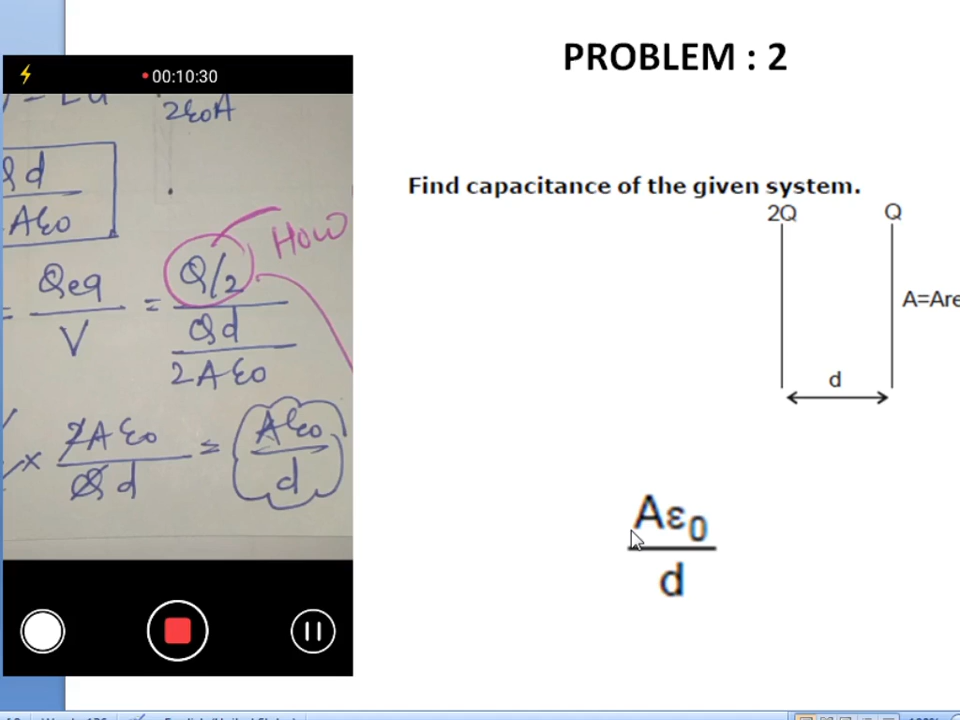 PROBLEM : 2
00:10:30
2ε0A
Find capacitance of the given system.
2Q Q
d
Aε0
How
Qeq = Q/2
V Qd
2Aε0
A=Are
d
x 2Aε0 = Aε0
Qd d
Aε0
d